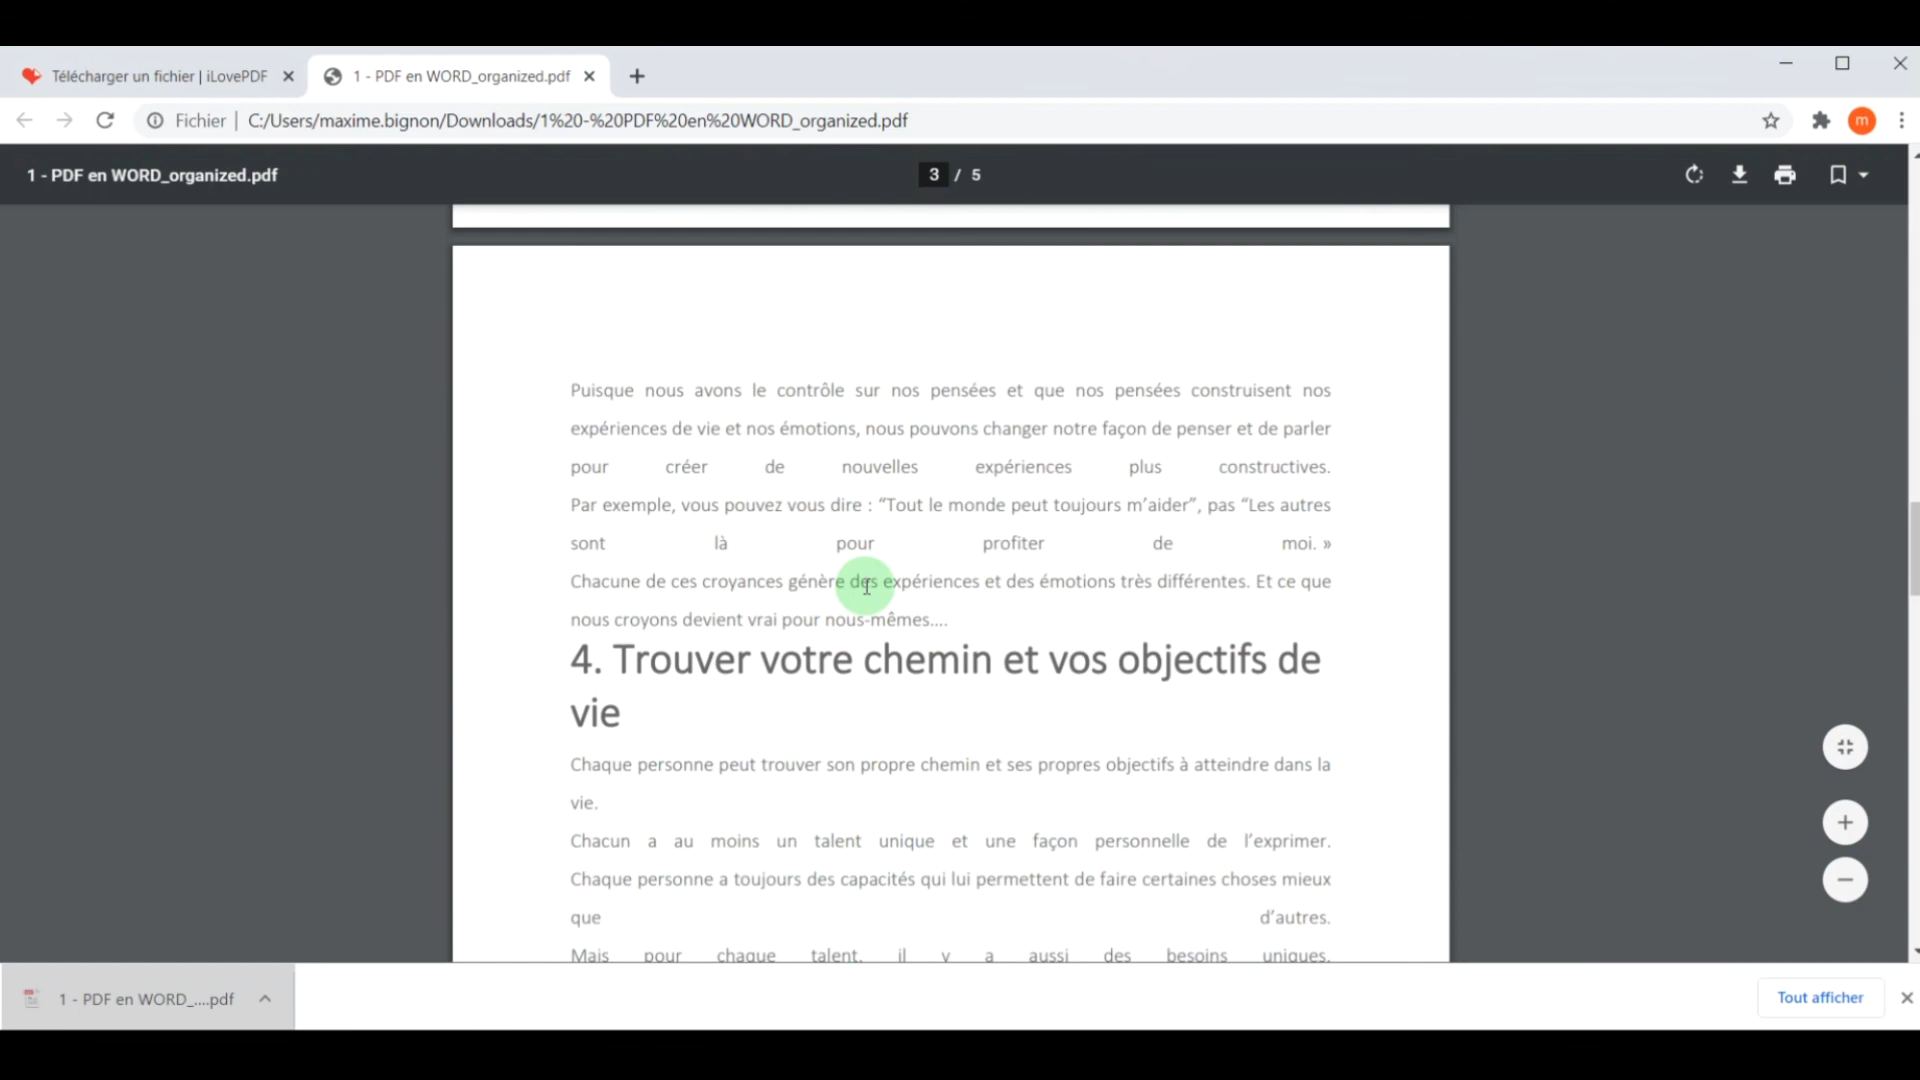 Télécharger un fichier | iLovePDF
1 - PDF en WORD_organized.pdf
Fichier | C:/Users/maxime.bignon/Downloads/1%20-%20PDF%20en%20WORD_organized.pdf
m
1 - PDF en WORD_organized.pdf
3 / 5
Puisque nous avons le contrôle sur nos pensées et que nos pensées construisent nos
expériences de vie et nos émotions, nous pouvons changer notre façon de penser et de parler
pour créer de nouvelles expériences plus constructives.
Par exemple, vous pouvez vous dire : “Tout le monde peut toujours m’aider”, pas “Les autres
sont là pour profiter de moi. »
Chacune de ces croyances génère des expériences et des émotions très différentes. Et ce que
nous croyons devient vrai pour nous-mêmes....
4. Trouver votre chemin et vos objectifs de
vie
Chaque personne peut trouver son propre chemin et ses propres objectifs à atteindre dans la
vie.
Chacun a au moins un talent unique et une façon personnelle de l’exprimer.
Chaque personne a toujours des capacités qui lui permettent de faire certaines choses mieux
que d’autres.
Mais pour chaque talent, il y a aussi des besoins uniques.
1 - PDF en WORD_....pdf
Tout afficher